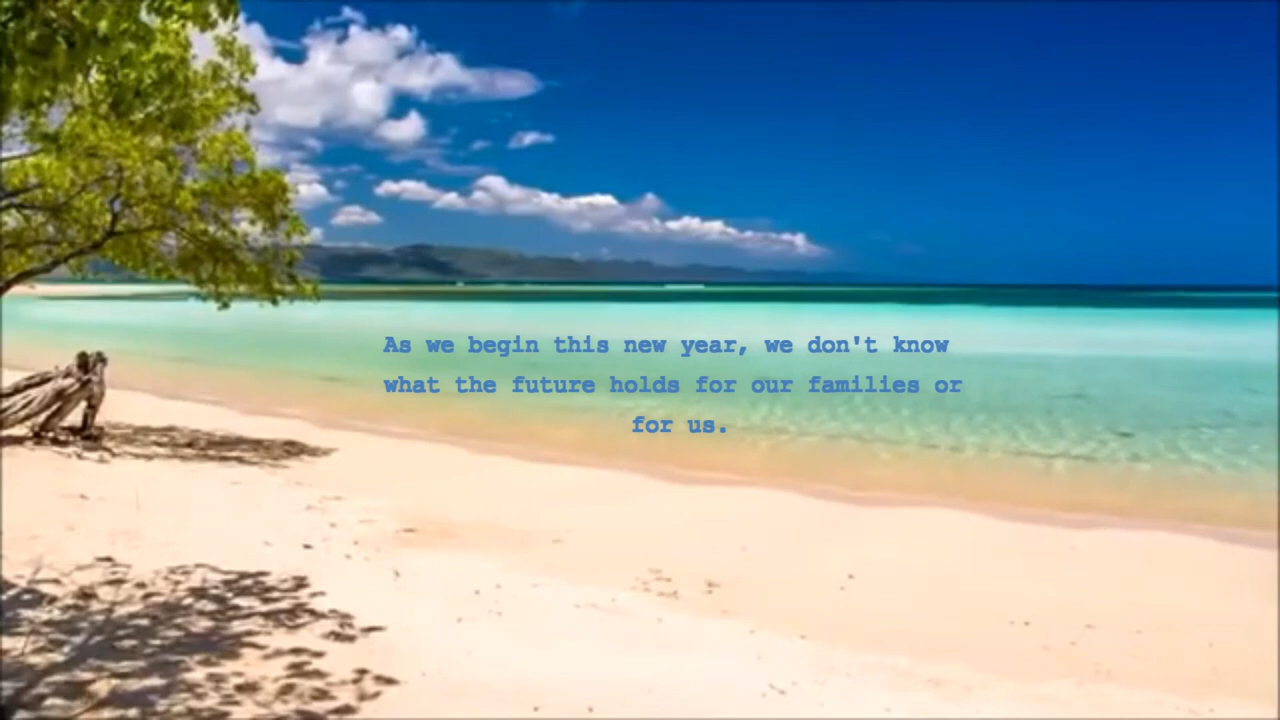 As we begin this new year, we don't know
what the future holds for our families or
for us.